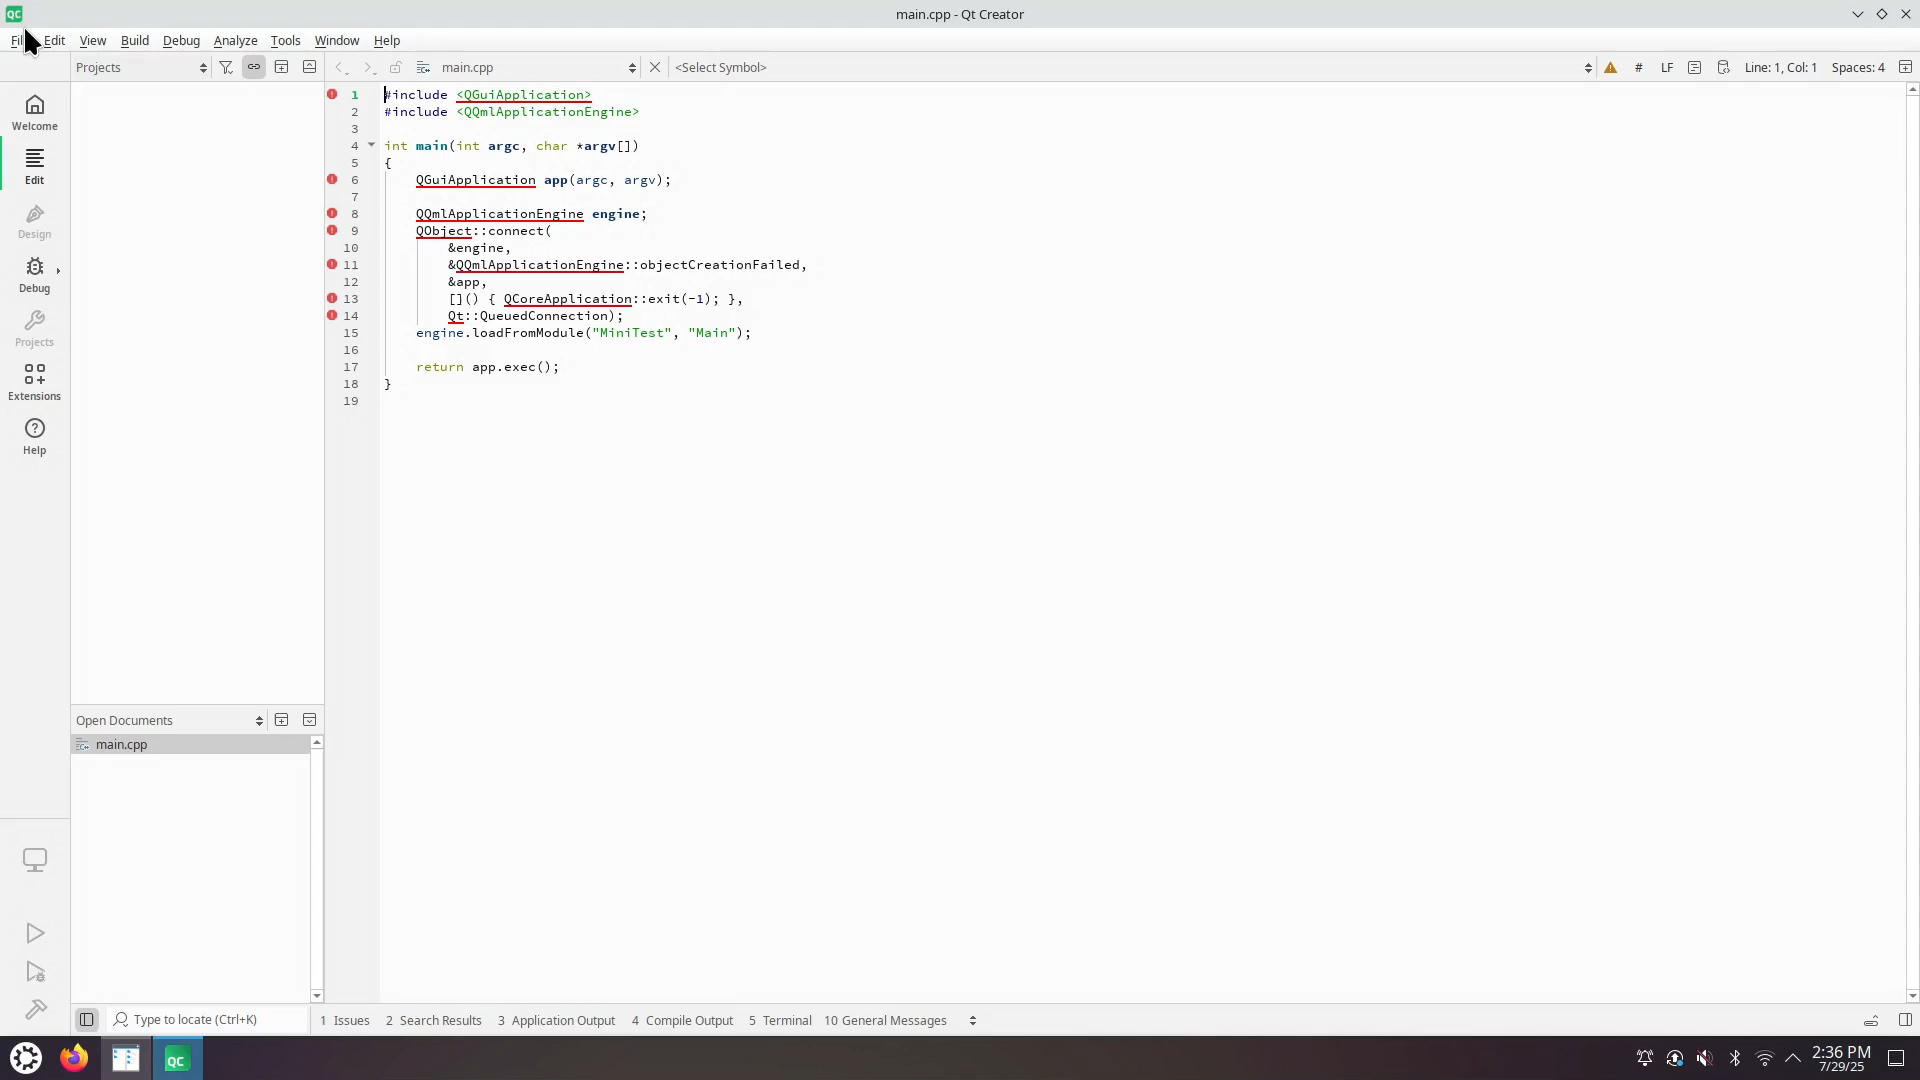 QC
main.cpp - Qt Creator
File Edit View Build Debug Analyze Tools Window Help
Projects
main.cpp
<Select Symbol>
#
LF
Line: 1, Col: 1
Spaces: 4
Welcome
Edit
Design
Debug
Projects
Extensions
Help
1 #include <QGuiApplication>
2 #include <QQmlApplicationEngine>
3
4 int main(int argc, char *argv[])
5 {
6 QGuiApplication app(argc, argv);
7
8 QQmlApplicationEngine engine;
9 QObject::connect(
10 &engine,
11 &QQmlApplicationEngine::objectCreationFailed,
12 &app,
13 []() { QCoreApplication::exit(-1); },
14 Qt::QueuedConnection);
15 engine.loadFromModule("MiniTest", "Main");
16
17 return app.exec();
18 }
19
Open Documents
main.cpp
Type to locate (Ctrl+K)
1 Issues 2 Search Results 3 Application Output 4 Compile Output 5 Terminal 10 General Messages
QC
2:36 PM
7/29/25